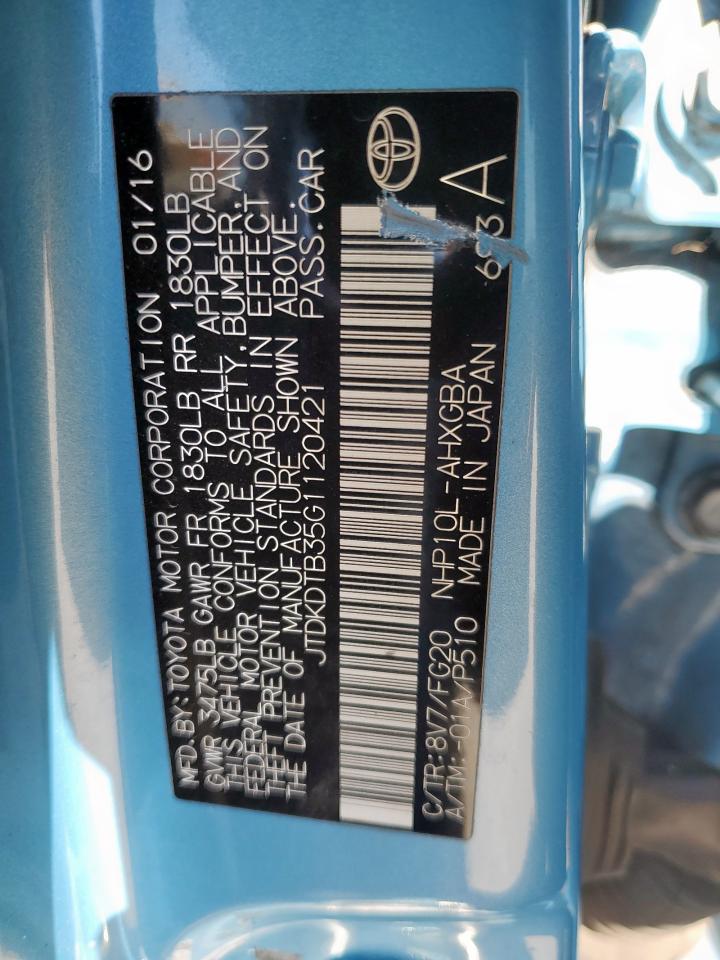 MFD.BY:TOYOTA MOTOR CORPORATION 01/16
GVWR 3475LB GAWR FR 1830LB RR 1830LB
THIS VEHICLE CONFORMS TO ALL APPLICABLE
FEDERAL MOTOR VEHICLE SAFETY,BUMPER,AND
THEFT PREVENTION STANDARDS IN EFFECT ON
THE DATE OF MANUFACTURE SHOWN ABOVE.
JTDKDTB35G1120421 PASS.CAR
C/TR:8V7/FG20 NHP10L-AHXGBA A
A/TM:-01A/P510 MADE IN JAPAN